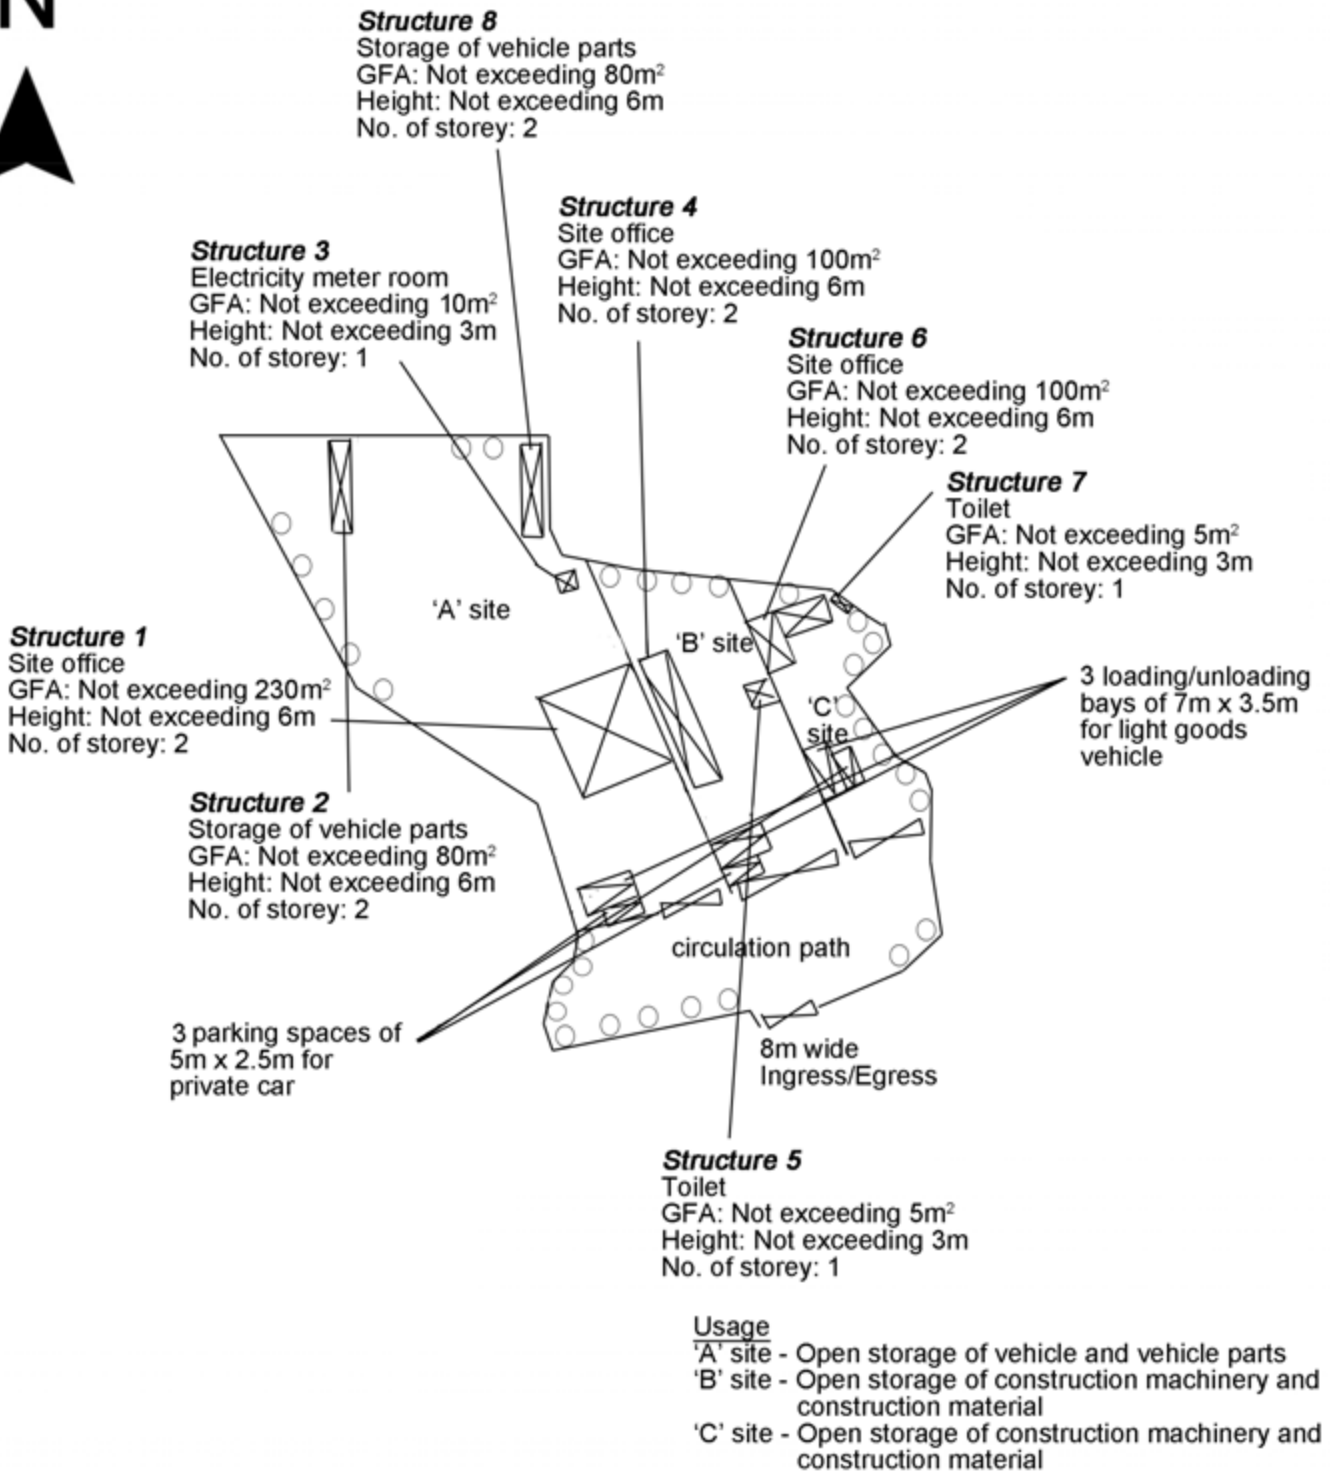 N
Structure 8
Storage of vehicle parts
GFA: Not exceeding 80m²
Height: Not exceeding 6m
No. of storey: 2
Structure 4
Site office
GFA: Not exceeding 100m²
Height: Not exceeding 6m
No. of storey: 2
Structure 3
Electricity meter room
GFA: Not exceeding 10m²
Height: Not exceeding 3m
No. of storey: 1
Structure 6
Site office
GFA: Not exceeding 100m²
Height: Not exceeding 6m
No. of storey: 2
Structure 7
Toilet
GFA: Not exceeding 5m²
Height: Not exceeding 3m
No. of storey: 1
‘A’ site
‘B’ site
‘C’
site
Structure 1
Site office
GFA: Not exceeding 230m²
Height: Not exceeding 6m
No. of storey: 2
3 loading/unloading
bays of 7m x 3.5m
for light goods
vehicle
Structure 2
Storage of vehicle parts
GFA: Not exceeding 80m²
Height: Not exceeding 6m
No. of storey: 2
circulation path
3 parking spaces of
5m x 2.5m for
private car
8m wide
Ingress/Egress
Structure 5
Toilet
GFA: Not exceeding 5m²
Height: Not exceeding 3m
No. of storey: 1
Usage
‘A’ site - Open storage of vehicle and vehicle parts
‘B’ site - Open storage of construction machinery and
construction material
‘C’ site - Open storage of construction machinery and
construction material